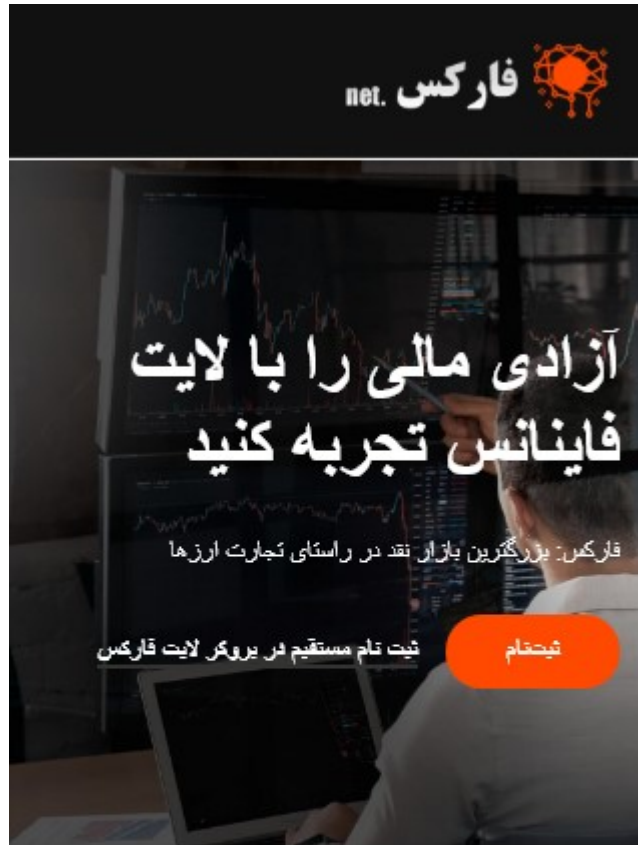 فارکس .net
آزادی مالی را با لایت
فاینانس تجربه کنید
فارکس: بزرگترین بازار نقد در راستای تجارت ارزها
ثبتنام
ثبت نام مستقیم در بروکر لایت فارکس